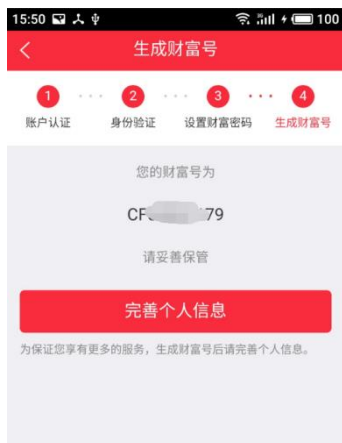 15:50 100
生成财富号
1 2 3 4
账户认证 身份验证 设置财富密码 生成财富号
您的财富号为
CF 79
请妥善保管
完善个人信息
为保证您享有更多的服务，生成财富号后请完善个人信息。